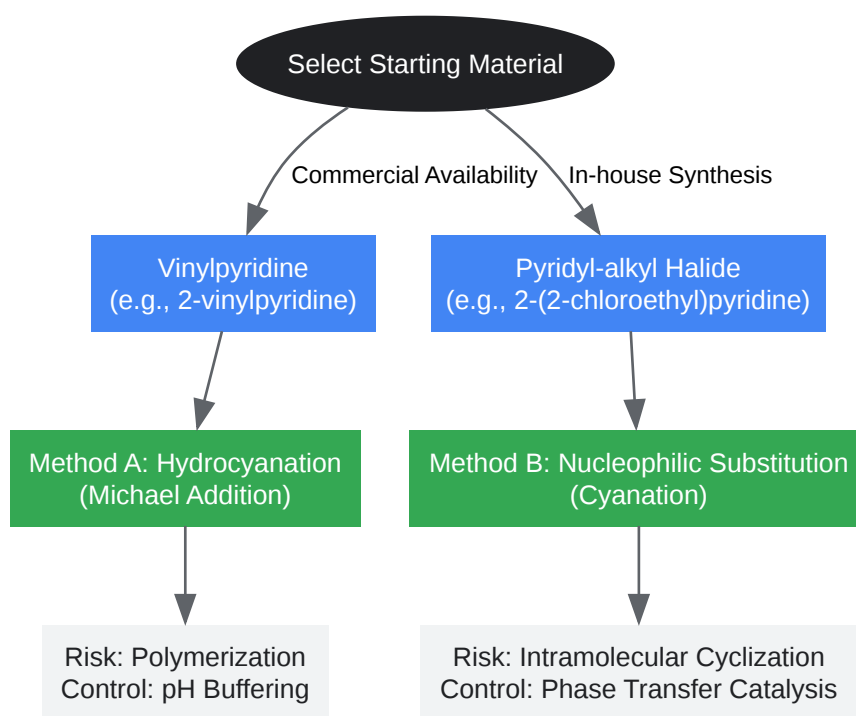 Select Starting Material
Commercial Availability
In-house Synthesis
Vinylpyridine
(e.g., 2-vinylpyridine)
Pyridyl-alkyl Halide
(e.g., 2-(2-chloroethyl)pyridine)
Method A: Hydrocyanation
(Michael Addition)
Method B: Nucleophilic Substitution
(Cyanation)
Risk: Polymerization
Control: pH Buffering
Risk: Intramolecular Cyclization
Control: Phase Transfer Catalysis